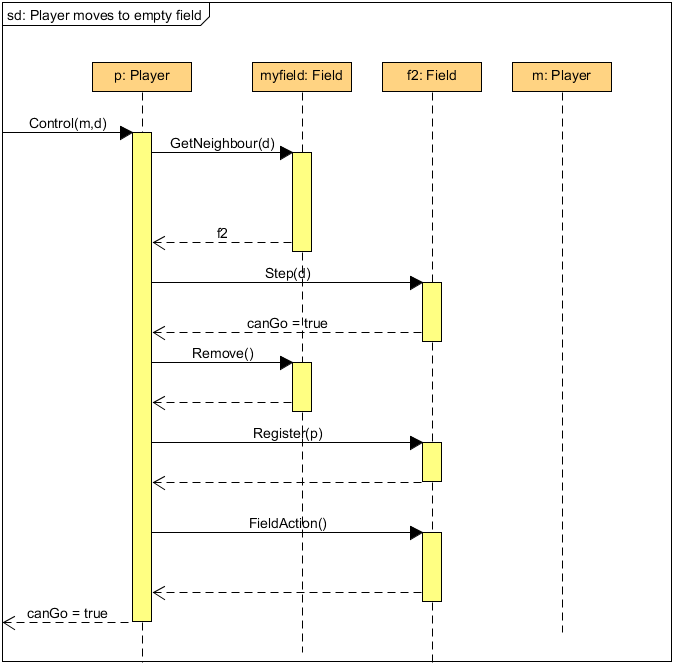 sd: Player moves to empty field
p: Player
myfield: Field
f2: Field
m: Player
Control(m,d)
GetNeighbour(d)
f2
Step(d)
canGo = true
Remove()
Register(p)
FieldAction()
canGo = true